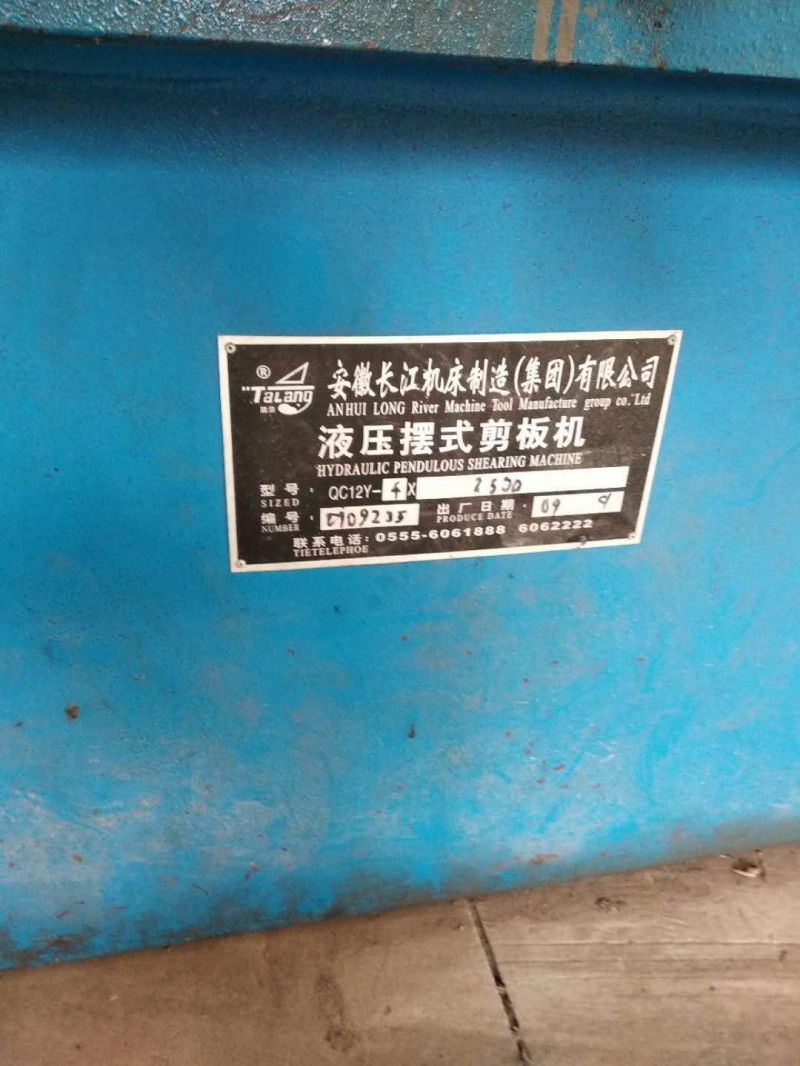 ®
"TaLang
安徽长江机床制造(集团)有限公司
ANHUI LONG River Machine Tool Manufacture group co.'Ltd
液压摆式剪板机
HYDRAULIC PENDULOUS SHEARING MACHINE
型号: QC12Y-4X 2500
SIZED
编号: 0909235 出厂日期: 09 9
NUMBER PRODUCE DATE
联系电话: 0555-6061888 6062222
TIETELEPHOE